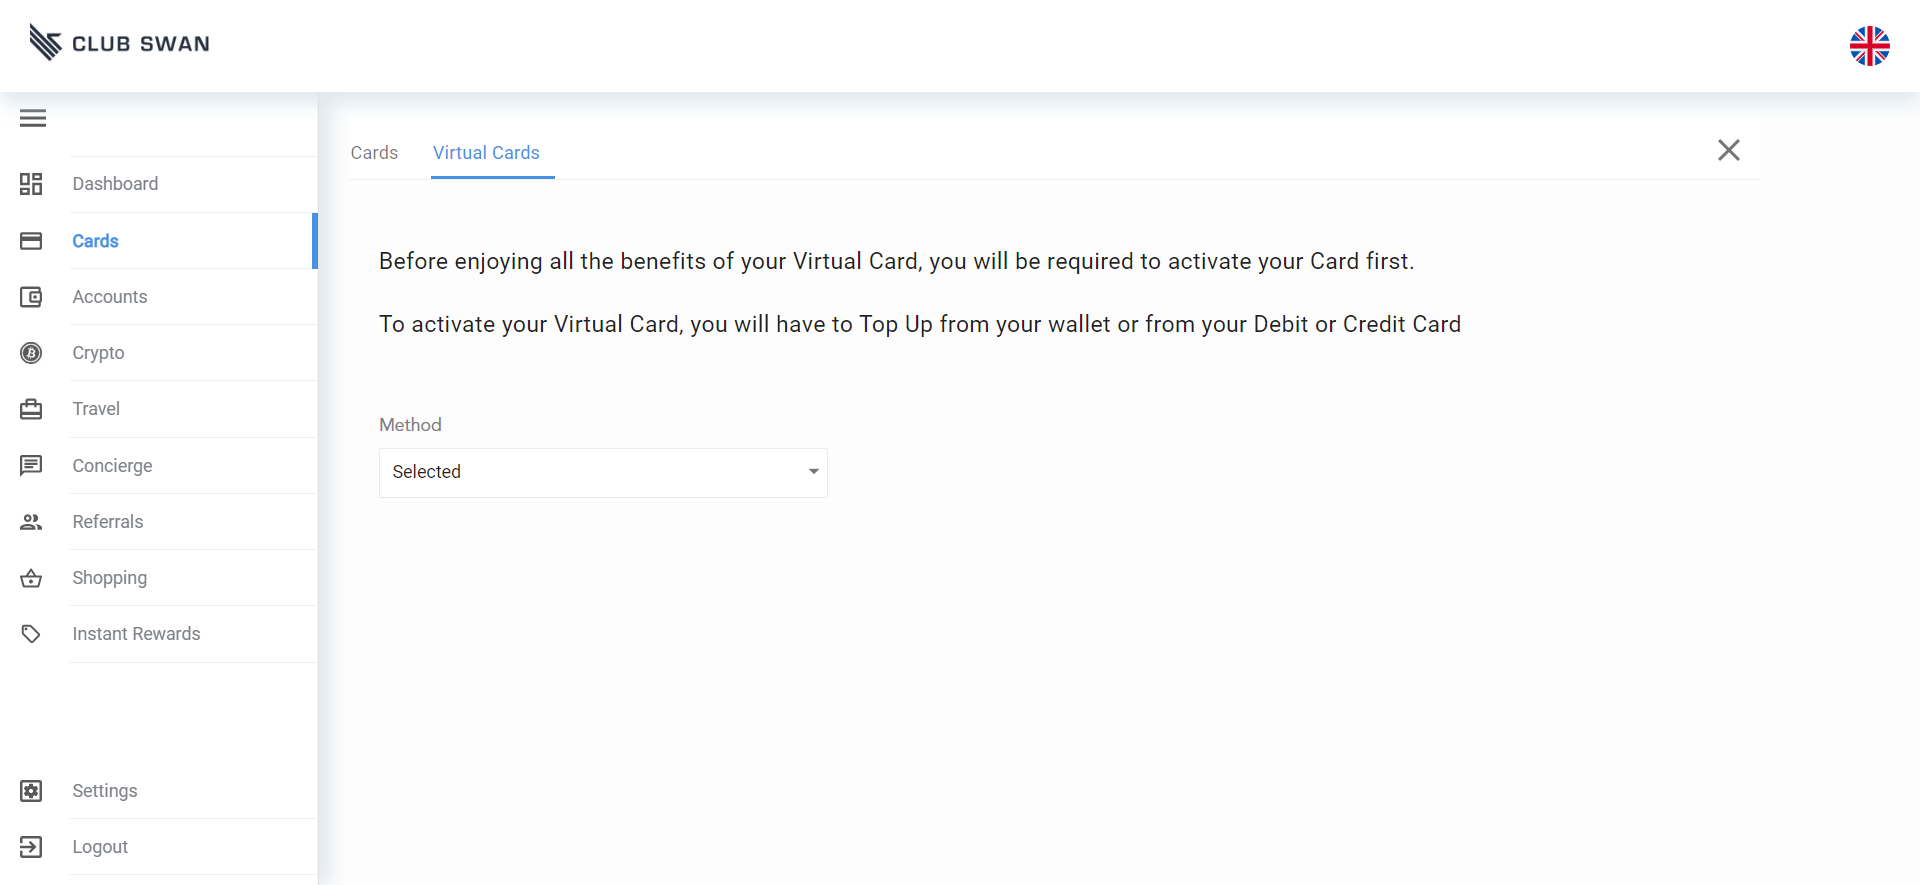 CLUB SWAN
Cards
Virtual Cards
Dashboard
Cards
Accounts
Crypto
Travel
Concierge
Referrals
Shopping
Instant Rewards
Settings
Logout
Before enjoying all the benefits of your Virtual Card, you will be required to activate your Card first.
To activate your Virtual Card, you will have to Top Up from your wallet or from your Debit or Credit Card
Method
Selected